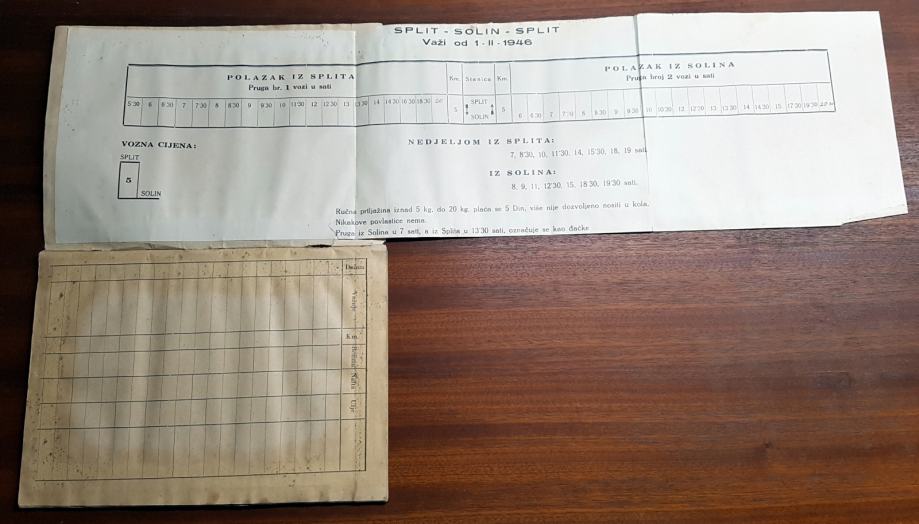 SPLIT - SOLIN - SPLIT
Važi od 1-II-1946
POLAZAK IZ SPLITA
Pruga br. 1 vozi u sati
Km. Stanica Km.
POLAZAK IZ SOLINA
Pruga broj 2 vozi u sati
5 30 6 6 30 7 7 30 8 8 30 9 9 30 10 11 30 12 12 30 13 13 30 14 14 30 16 30 18 30 20
5 SPLIT SOLIN 5
6 6 30 7 7 30 8 8 30 9 9 30 10 10 30 12 12 30 13 13 30 14 14 30 15 17 30 19 30 20 30
VOZNA CIJENA:
SPLIT
5
SOLIN
NEDJELJOM IZ SPLITA:
7, 8'30, 10, 11'30, 14, 15'30, 18, 19 sati
IZ SOLINA:
8, 9, 11, 12'30, 15, 18'30, 19'30 sati.
Ručna prtljažina iznad 5 kg. do 20 kg. plaća se 5 Din, više nije dozvoljeno nositi u kola.
Nikakove povlastice nema.
Pruga iz Solina u 7 sati, a iz Splita u 13'30 sati, označuje se kao đačke
Km.